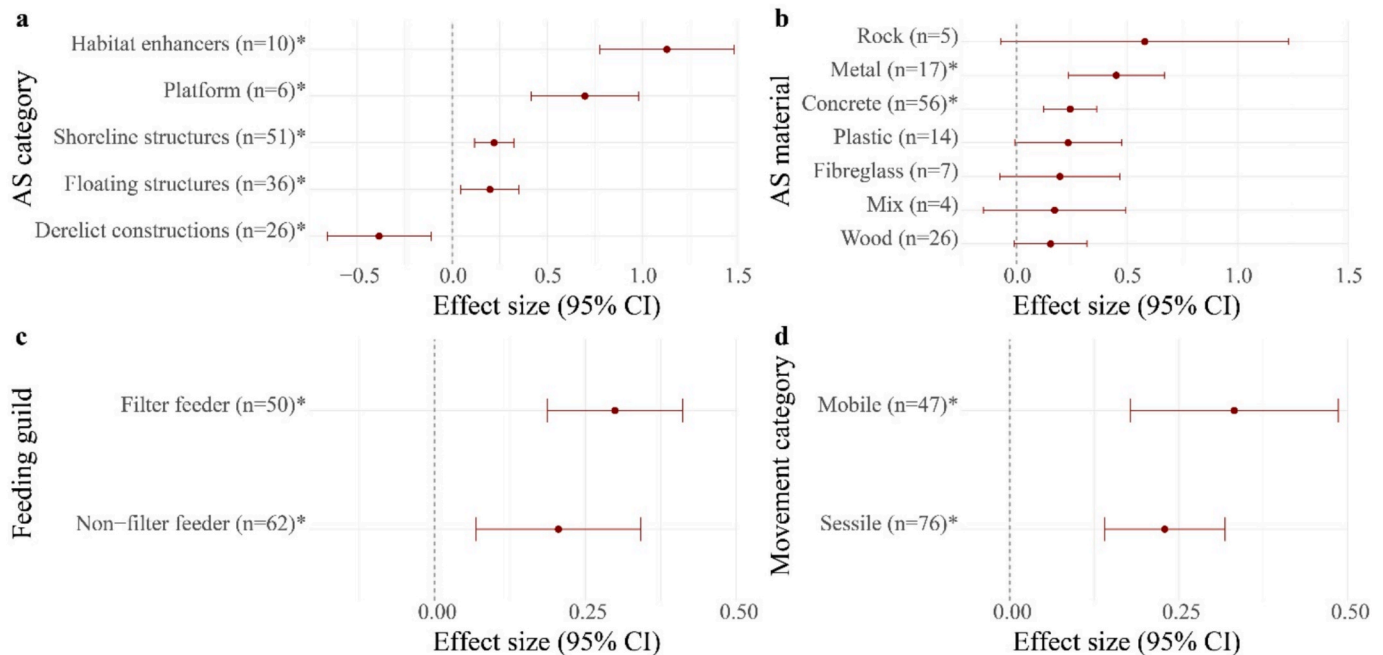 a
AS category
Habitat enhancers (n=10)*
Platform (n=6)*
Shoreline structures (n=51)*
Floating structures (n=36)*
Derelict constructions (n=26)*
−0.5 0.0 0.5 1.0 1.5
Effect size (95% CI)
b
AS material
Rock (n=5)
Metal (n=17)*
Concrete (n=56)*
Plastic (n=14)
Fibreglass (n=7)
Mix (n=4)
Wood (n=26)
0.0 0.5 1.0 1.5
Effect size (95% CI)
c
Feeding guild
Filter feeder (n=50)*
Non−filter feeder (n=62)*
0.00 0.25 0.50
Effect size (95% CI)
d
Movement category
Mobile (n=47)*
Sessile (n=76)*
0.00 0.25 0.50
Effect size (95% CI)